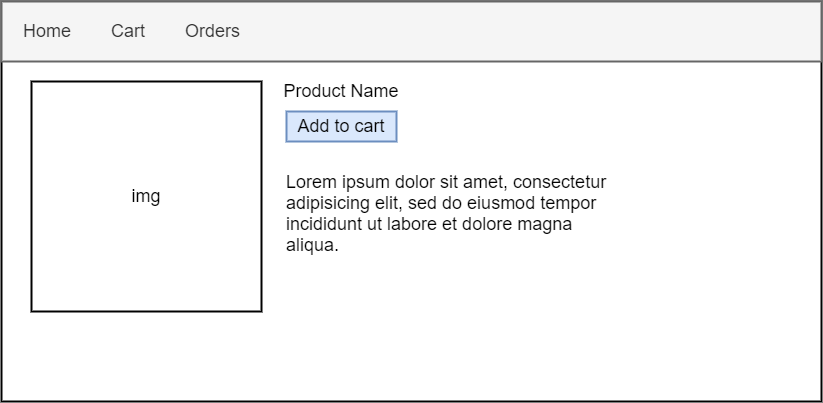 Home Cart Orders
Product Name
Add to cart
img
Lorem ipsum dolor sit amet, consectetur
adipisicing elit, sed do eiusmod tempor
incididunt ut labore et dolore magna
aliqua.